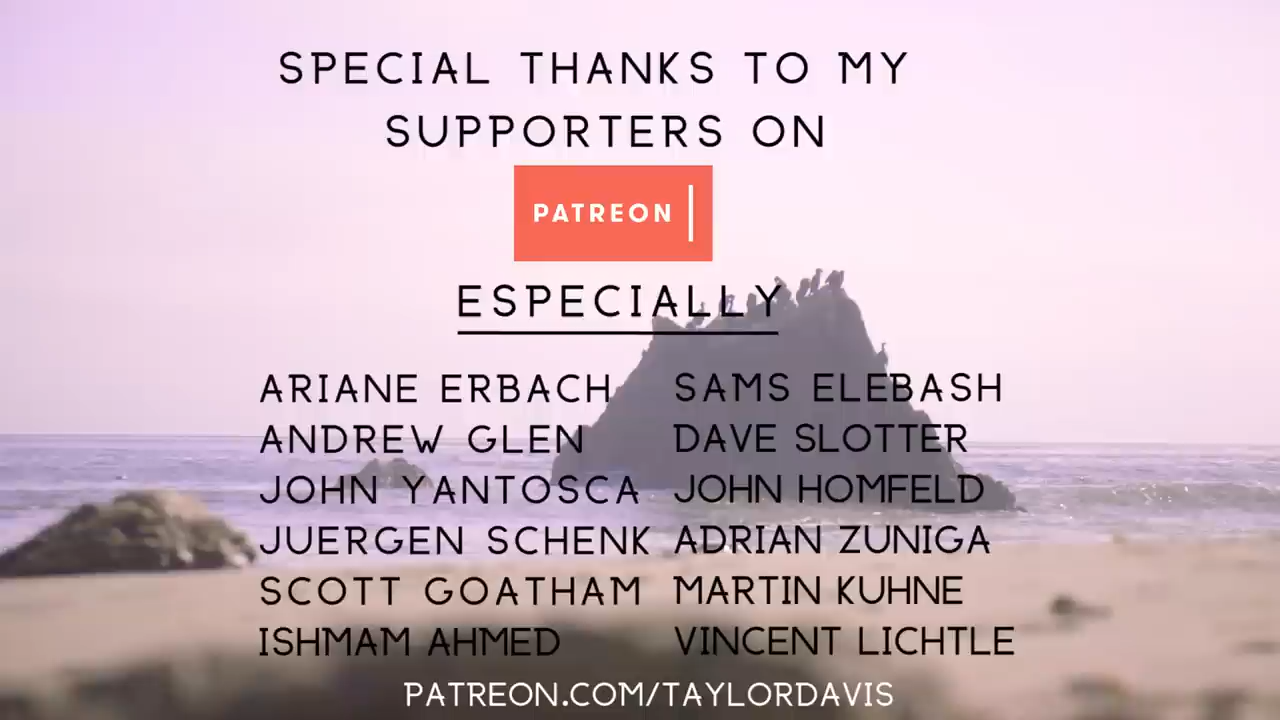 SPECIAL THANKS TO MY
SUPPORTERS ON
PATREON
ESPECIALLY
ARIANE ERBACH
ANDREW GLEN
JOHN YANTOSCA
JUERGEN SCHENK
SCOTT GOATHAM
ISHMAM AHMED
SAMS ELEBASH
DAVE SLOTTER
JOHN HOMFELD
ADRIAN ZUNIGA
MARTIN KUHNE
VINCENT LICHTLE
PATREON.COM/TAYLORDAVIS